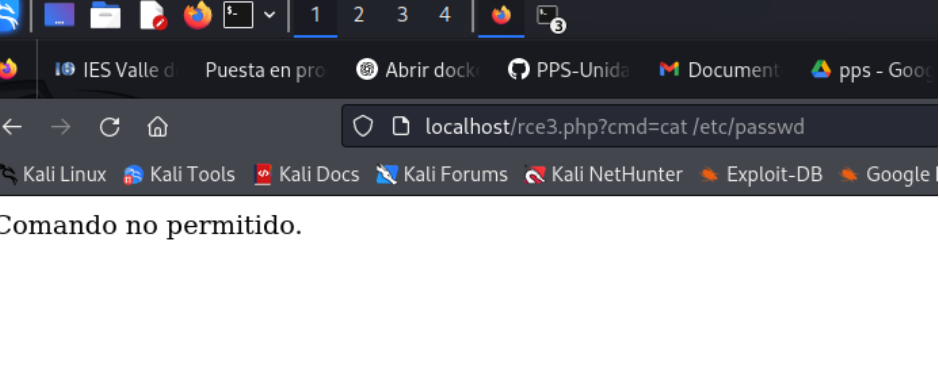 1 2 3 4 3
IES Valle d Puesta en pro Abrir dock PPS-Unida Document pps - Goog
localhost/rce3.php?cmd=cat /etc/passwd
Kali Linux Kali Tools Kali Docs Kali Forums Kali NetHunter Exploit-DB Google
Comando no permitido.